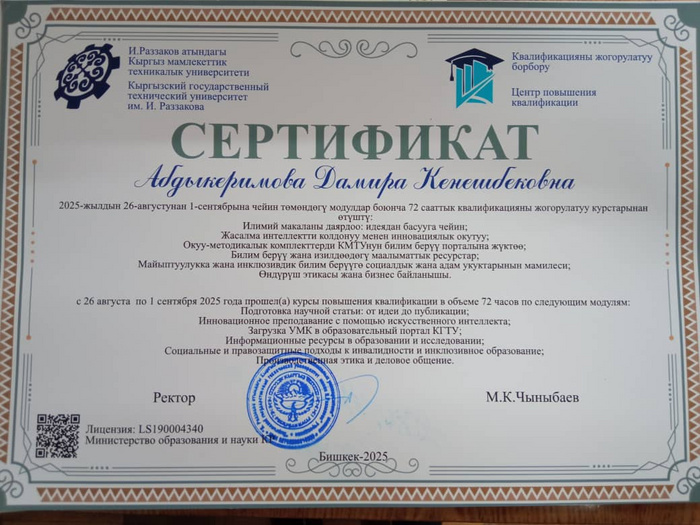 И.Раззаков атындагы
Кыргыз мамлекеттик
техникалык университети
Кыргызский государственный
технический университет
им. И. Раззакова
Квалификацияны жогорулатуу
борбору
Центр повышения
квалификации
СЕРТИФИКАТ
Абдыкеримова Дамира Кенешбековна
2025-жылдын 26-августунан 1-сентябрына чейин төмөндөгү модулдар боюнча 72 сааттык квалификацияны жогорулатуу курстарынан
өтүштү:
Илимий макаланы даярдоо: идеядан басууга чейин;
Жасалма интеллектти колдонуу менен инновациялык окутуу;
Окуу-методикалык комплекттерди КМТУнун билим берүү порталына жүктөө;
Билим берүү жана изилдөөдөгү маалыматтык ресурстар;
Майыптуулукка жана инклюзивдик билим берүүгө социалдык жана адам укуктарынын мамилеси;
Өндүрүш этикасы жана бизнес байланышы.
с 26 августа по 1 сентября 2025 года прошел(а) курсы повышения квалификации в объеме 72 часов по следующим модулям:
Подготовка научной статьи: от идеи до публикации;
Инновационное преподавание с помощью искусственного интеллекта;
Загрузка УМК в образовательный портал КГТУ;
Информационные ресурсы в образовании и исследовании;
Социальные и правозащитные подходы к инвалидности и инклюзивное образование;
Производственная этика и деловое общение.
Ректор
М.К.Чыныбаев
Лицензия: LS190004340
Министерство образования и науки КР
Бишкек-2025